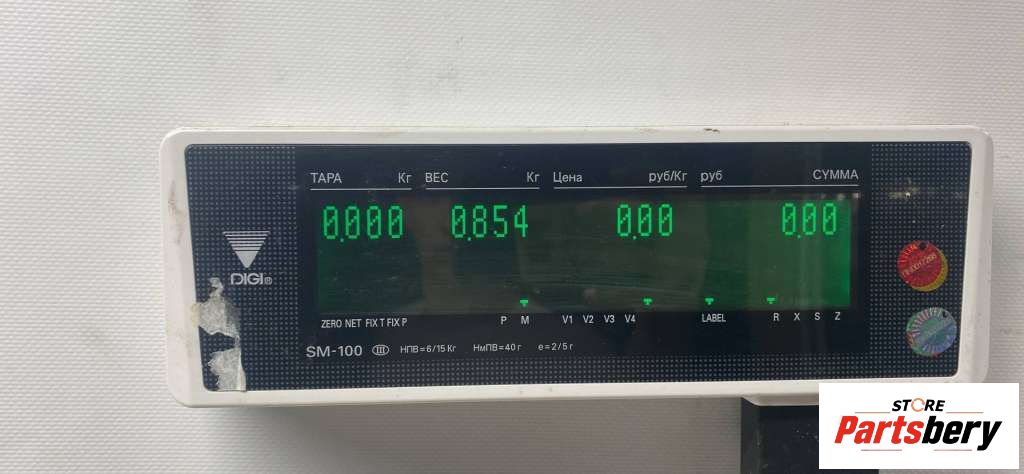 ТАРА Кг ВЕС Кг Цена руб/Кг руб СУММА
0.000 0.854 0.00 0.00
DIGI®
ZERO NET FIX T FIX P P M V1 V2 V3 V4 LABEL R X S Z
SM-100 III НПВ=6/15 Кг НмПВ=40 г e=2/5 г
STORE
Partsbery